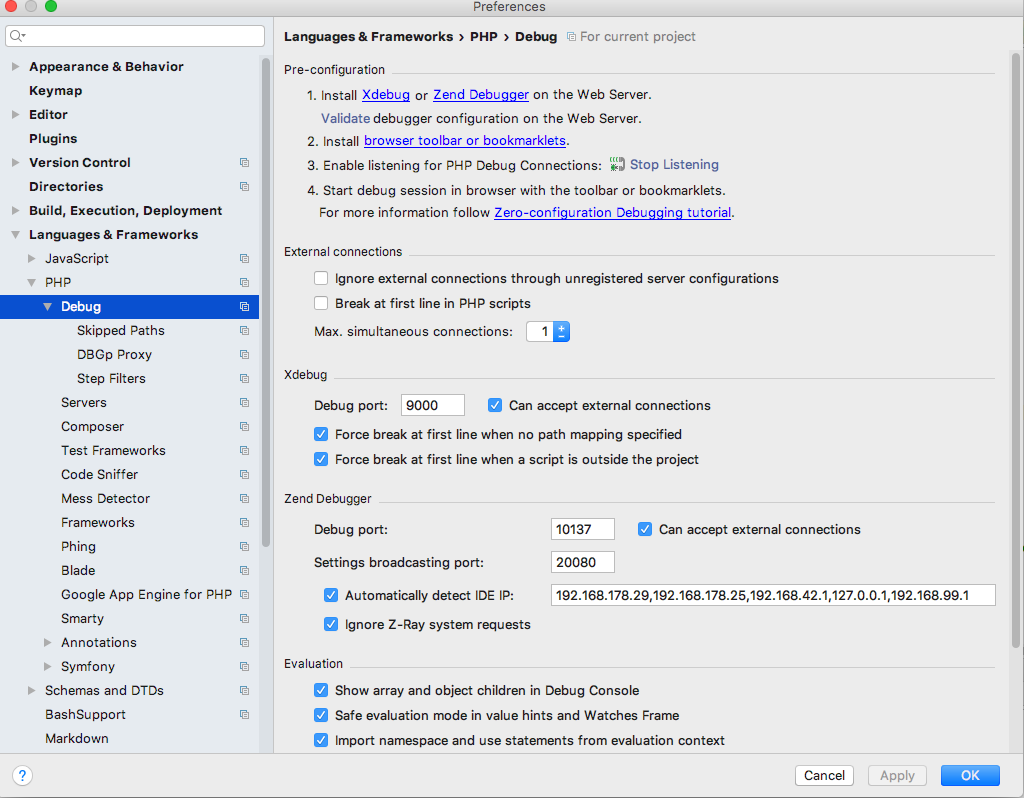 Preferences
Appearance & Behavior
Keymap
Editor
Plugins
Version Control
Directories
Build, Execution, Deployment
Languages & Frameworks
JavaScript
PHP
Debug
Skipped Paths
DBGp Proxy
Step Filters
Servers
Composer
Test Frameworks
Code Sniffer
Mess Detector
Frameworks
Phing
Blade
Google App Engine for PHP
Smarty
Annotations
Symfony
Schemas and DTDs
BashSupport
Markdown
Languages & Frameworks › PHP › Debug For current project
Pre-configuration
1. Install Xdebug or Zend Debugger on the Web Server.
Validate debugger configuration on the Web Server.
2. Install browser toolbar or bookmarklets.
3. Enable listening for PHP Debug Connections: Stop Listening
4. Start debug session in browser with the toolbar or bookmarklets.
For more information follow Zero-configuration Debugging tutorial.
External connections
Ignore external connections through unregistered server configurations
Break at first line in PHP scripts
Max. simultaneous connections: 1
Xdebug
Debug port: 9000 Can accept external connections
Force break at first line when no path mapping specified
Force break at first line when a script is outside the project
Zend Debugger
Debug port: 10137 Can accept external connections
Settings broadcasting port: 20080
Automatically detect IDE IP: 192.168.178.29,192.168.178.25,192.168.42.1,127.0.0.1,192.168.99.1
Ignore Z-Ray system requests
Evaluation
Show array and object children in Debug Console
Safe evaluation mode in value hints and Watches Frame
Import namespace and use statements from evaluation context
? Cancel Apply OK